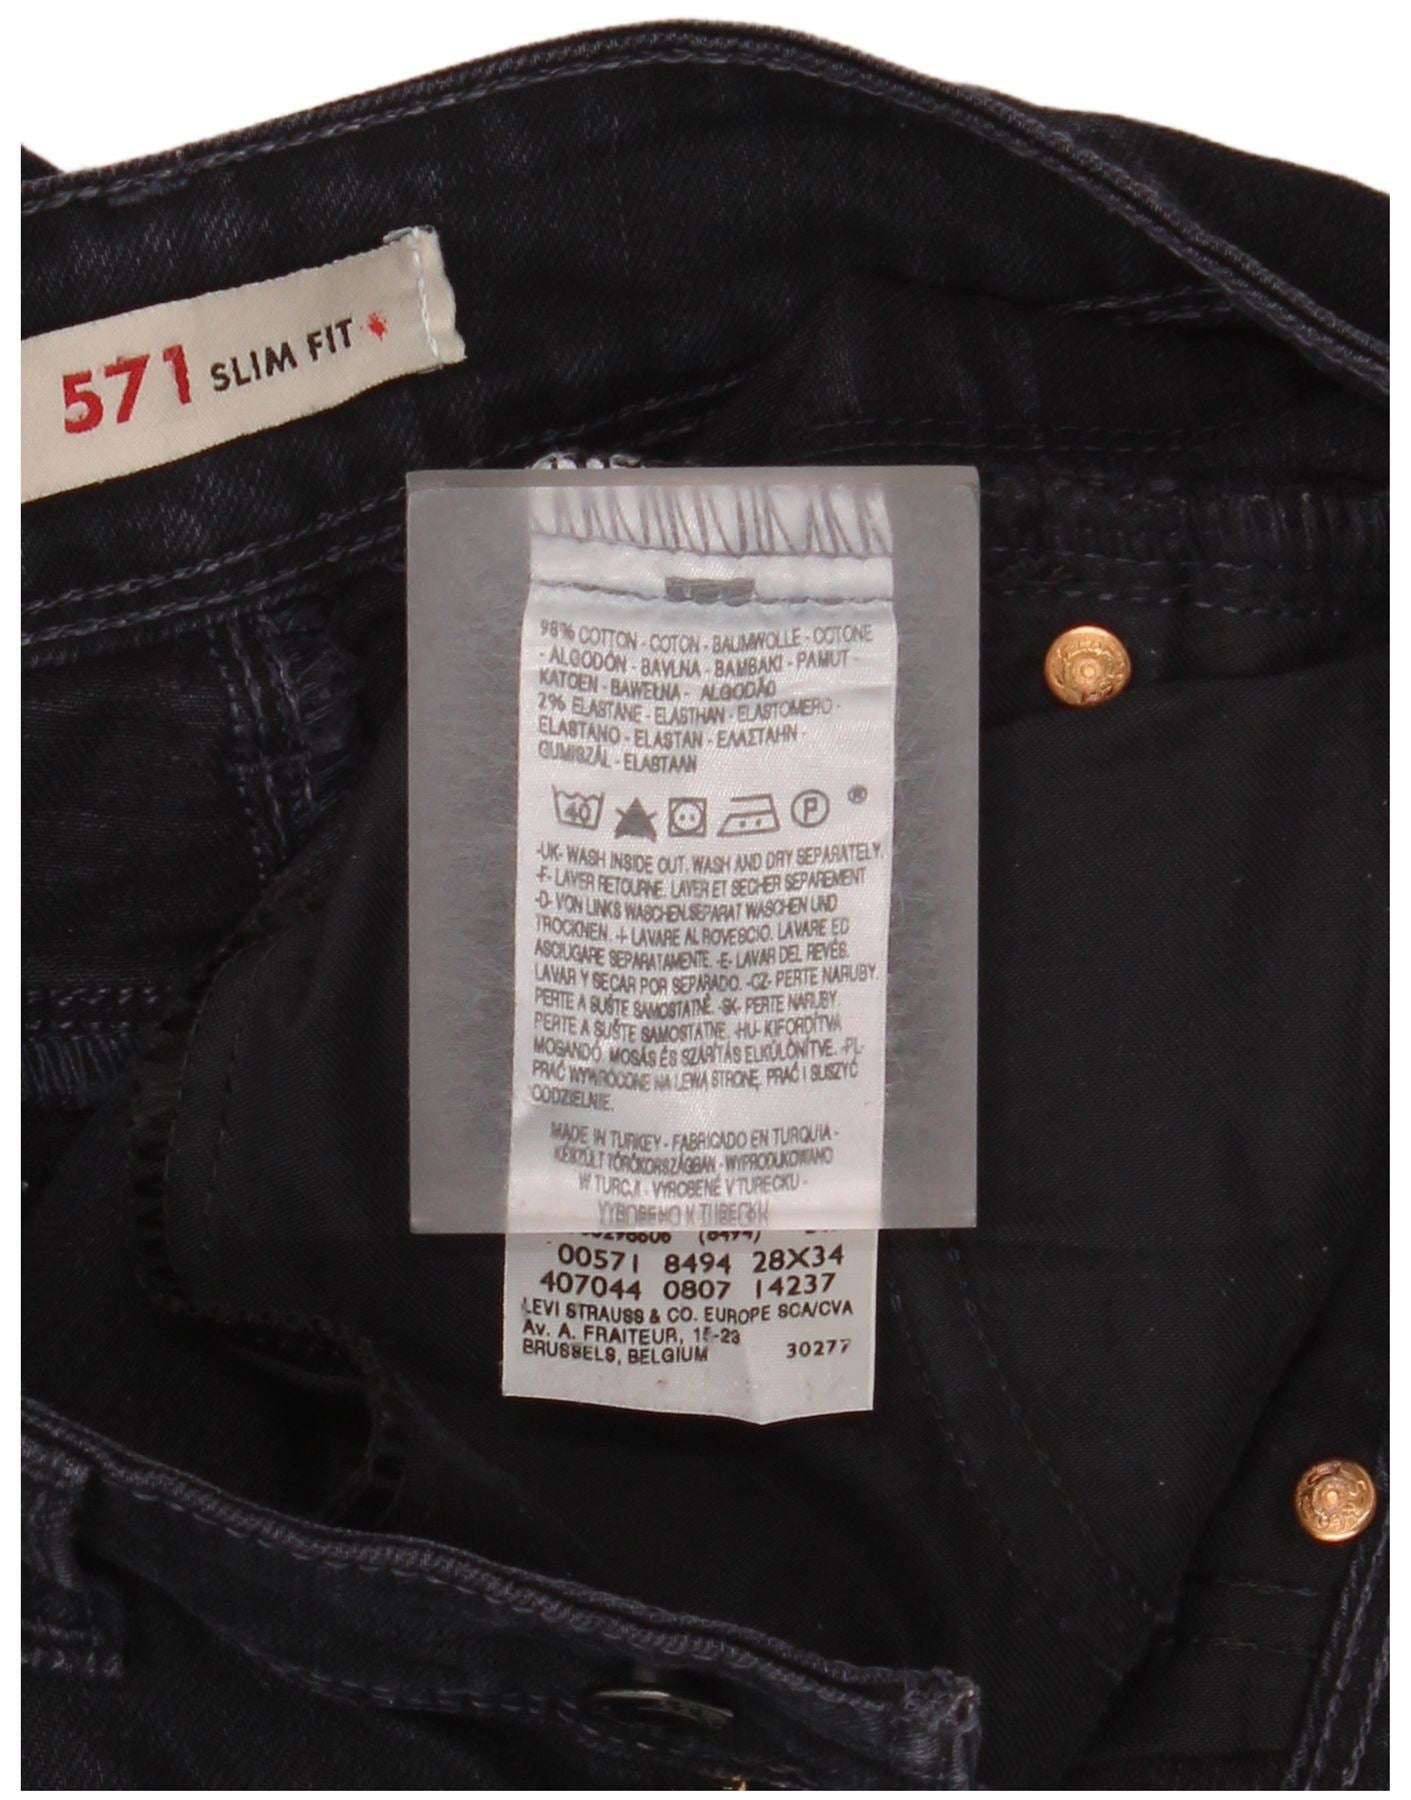 571 SLIM FIT
98% COTTON - COTON - BAUMWOLLE - COTONE
- ALGODÓN - BAVLNA - BAMBAKI - PAMUT -
KATOEN - BAWEŁNA - ALGODÃO
2% ELASTANE - ELASTHAN - ELASTOMERO -
ELASTANO - ELASTAN - ΕΛΑΣΤΑΗΝ -
GUMISZÁL - ELASTAAN
40 P ®
-UK- WASH INSIDE OUT. WASH AND DRY SEPARATELY.
-F- LAVER RETOURNE. LAVER ET SECHER SEPAREMENT
-D- VON LINKS WASCHEN.SEPARAT WASCHEN UND
TROCKNEN. -I- LAVARE AL ROVESCIO. LAVARE ED
ASCIUGARE SEPARATAMENTE. -E- LAVAR DEL REVÉS.
LAVAR Y SECAR POR SEPARADO. -CZ- PERTE NARUBY.
PERTE A SUŠTE SAMOSTATNĚ. -SK- PERTE NARUBY.
PERTE A SUŠTE SAMOSTATNE. -HU- KIFORDÍTVA
MOSANDÓ. MOSÁS ÉS SZÁRÍTÁS ELKÜLÖNÍTVE. -PL-
PRAĆ WYWRÓCONE NA LEWĄ STRONĘ. PRAĆ I SUSZYĆ
ODDZIELNIE.
MADE IN TURKEY - FABRICADO EN TURQUIA -
KÉSZÜLT TÖRÖKORSZÁGBAN - WYPRODUKOWANO
W TURCJI - VYROBENÉ V TURECKU -
VYROBENO V TURECKU
(8494)
00571 8494 28X34
407044 0807 14237
LEVI STRAUSS & CO. EUROPE SCA/CVA
Av. A. FRAITEUR, 15-23
BRUSSELS, BELGIUM 30277